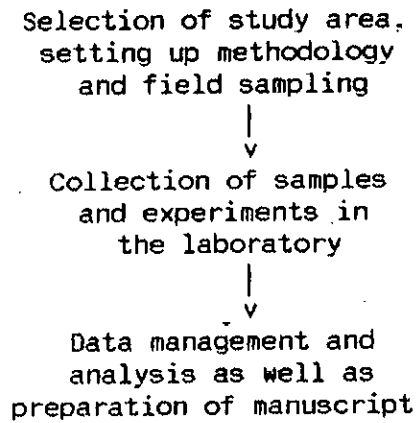 Selection of study area,
setting up methodology
and field sampling
Collection of samples
and experiments in
the laboratory
Data management and
analysis as well as
preparation of manuscript